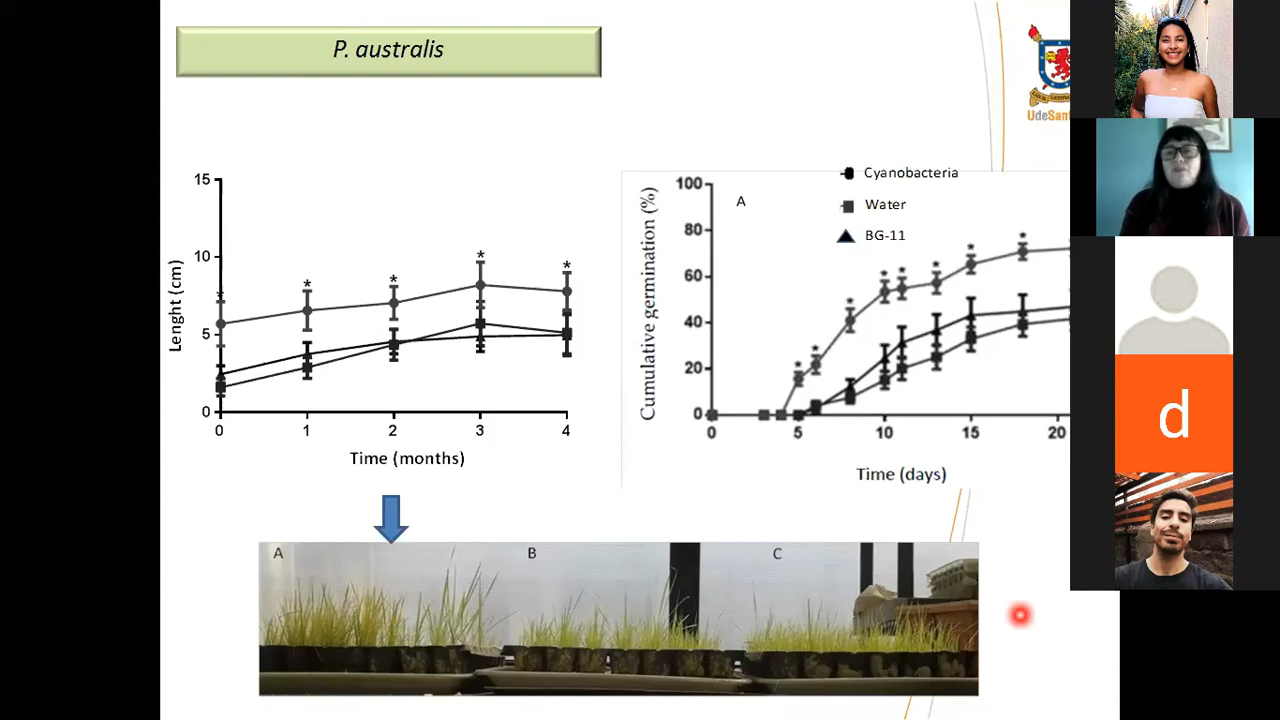 P. australis
UdeSant
15
10
5
0
Lenght (cm)
0 1 2 3 4
Time (months)
* * * * *
Cyanobacteria
Water
BG-11
A
100
80
60
40
20
0
Cumulative germination (%)
* * * * * * * * *
0 5 10 15 20
Time (days)
A B C
d